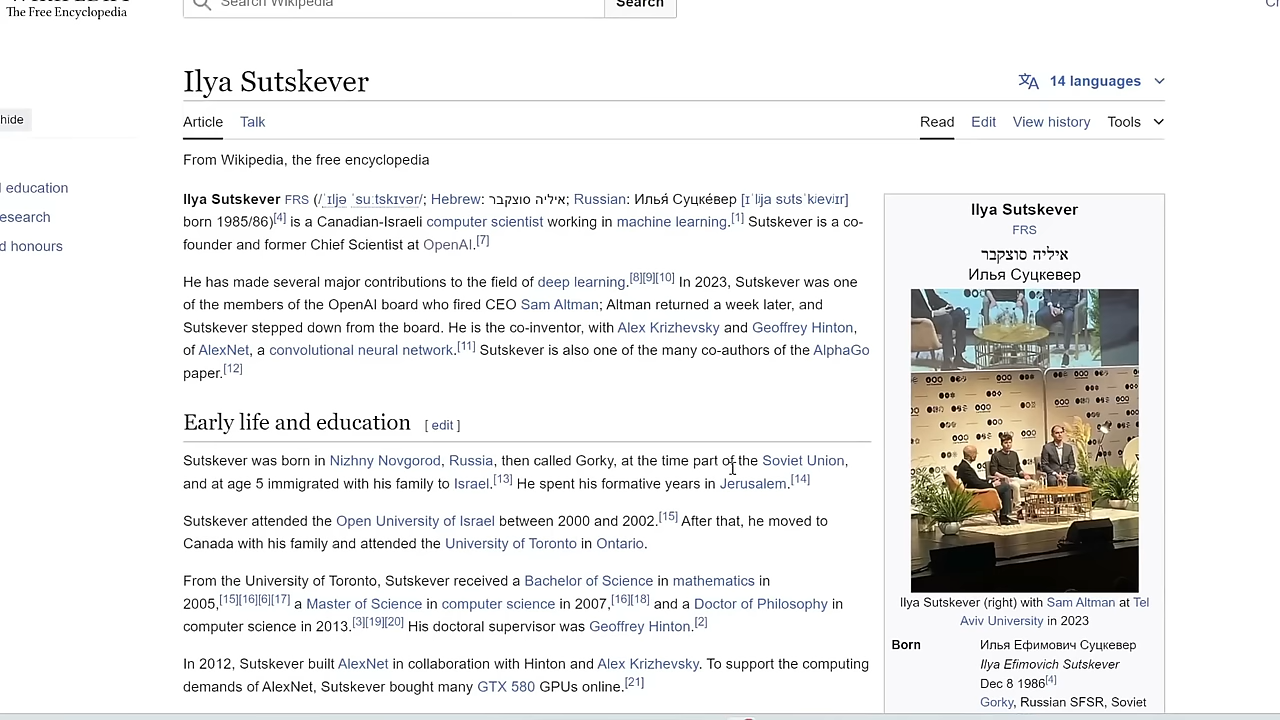 The Free Encyclopedia
Search Wikipedia
Search
hide
education
esearch
d honours
Ilya Sutskever
14 languages
Article Talk
Read Edit View history Tools
From Wikipedia, the free encyclopedia
Ilya Sutskever FRS (/ˈɪljə ˈsuːtskɪvər/; Hebrew: איליה סוצקבר; Russian: Илья́ Суцке́вер [ɪˈlʲja sutsˈkʲevʲɪr]
born 1985/86)[4] is a Canadian-Israeli computer scientist working in machine learning.[1] Sutskever is a co-
founder and former Chief Scientist at OpenAI.[7]
He has made several major contributions to the field of deep learning.[8][9][10] In 2023, Sutskever was one
of the members of the OpenAI board who fired CEO Sam Altman; Altman returned a week later, and
Sutskever stepped down from the board. He is the co-inventor, with Alex Krizhevsky and Geoffrey Hinton,
of AlexNet, a convolutional neural network.[11] Sutskever is also one of the many co-authors of the AlphaGo
paper.[12]
Early life and education [ edit ]
Sutskever was born in Nizhny Novgorod, Russia, then called Gorky, at the time part of the Soviet Union,
and at age 5 immigrated with his family to Israel.[13] He spent his formative years in Jerusalem.[14]
Sutskever attended the Open University of Israel between 2000 and 2002.[15] After that, he moved to
Canada with his family and attended the University of Toronto in Ontario.
From the University of Toronto, Sutskever received a Bachelor of Science in mathematics in
2005,[15][16][6][17] a Master of Science in computer science in 2007,[16][18] and a Doctor of Philosophy in
computer science in 2013.[3][19][20] His doctoral supervisor was Geoffrey Hinton.[2]
In 2012, Sutskever built AlexNet in collaboration with Hinton and Alex Krizhevsky. To support the computing
demands of AlexNet, Sutskever bought many GTX 580 GPUs online.[21]
Ilya Sutskever
FRS
איליה סוצקבר
Илья Суцкевер
Ilya Sutskever (right) with Sam Altman at Tel
Aviv University in 2023
Born Илья Ефимович Суцкевер
Ilya Efimovich Sutskever
Dec 8 1986[4]
Gorky, Russian SFSR, Soviet